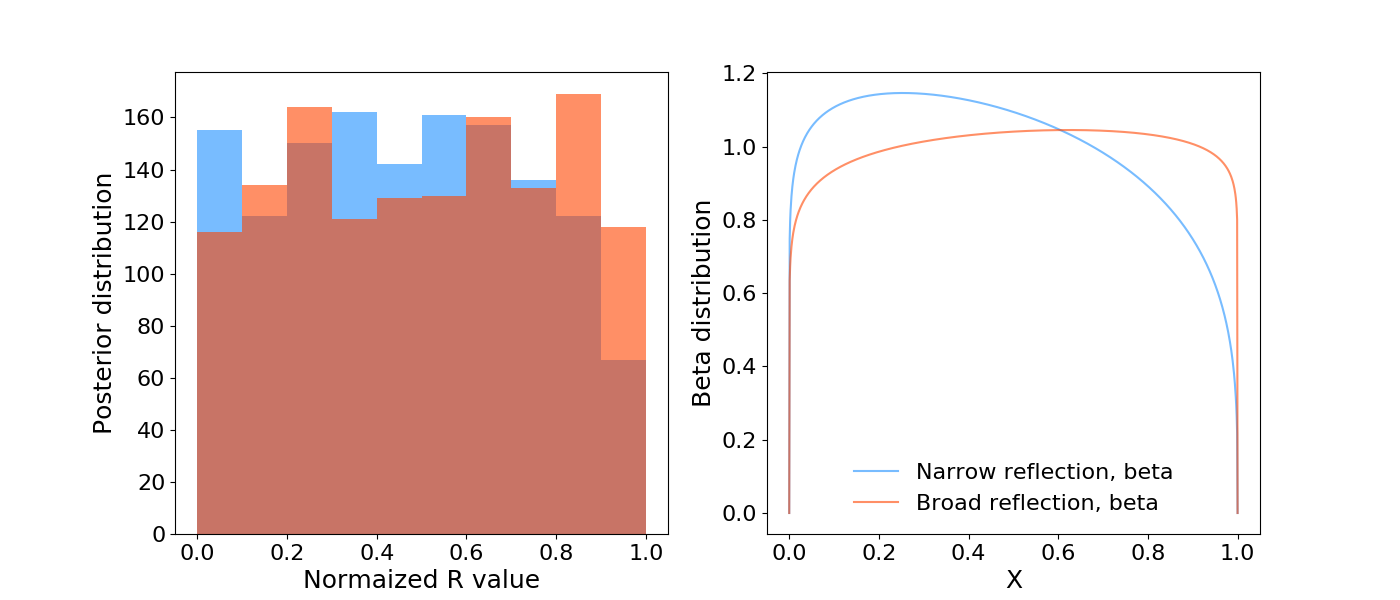 Posterior distribution
160
140
120
100
80
60
40
20
0
0.0 0.2 0.4 0.6 0.8 1.0
Normaized R value
Beta distribution
1.2
1.0
0.8
0.6
0.4
0.2
0.0
Narrow reflection, beta
Broad reflection, beta
0.0 0.2 0.4 0.6 0.8 1.0
X